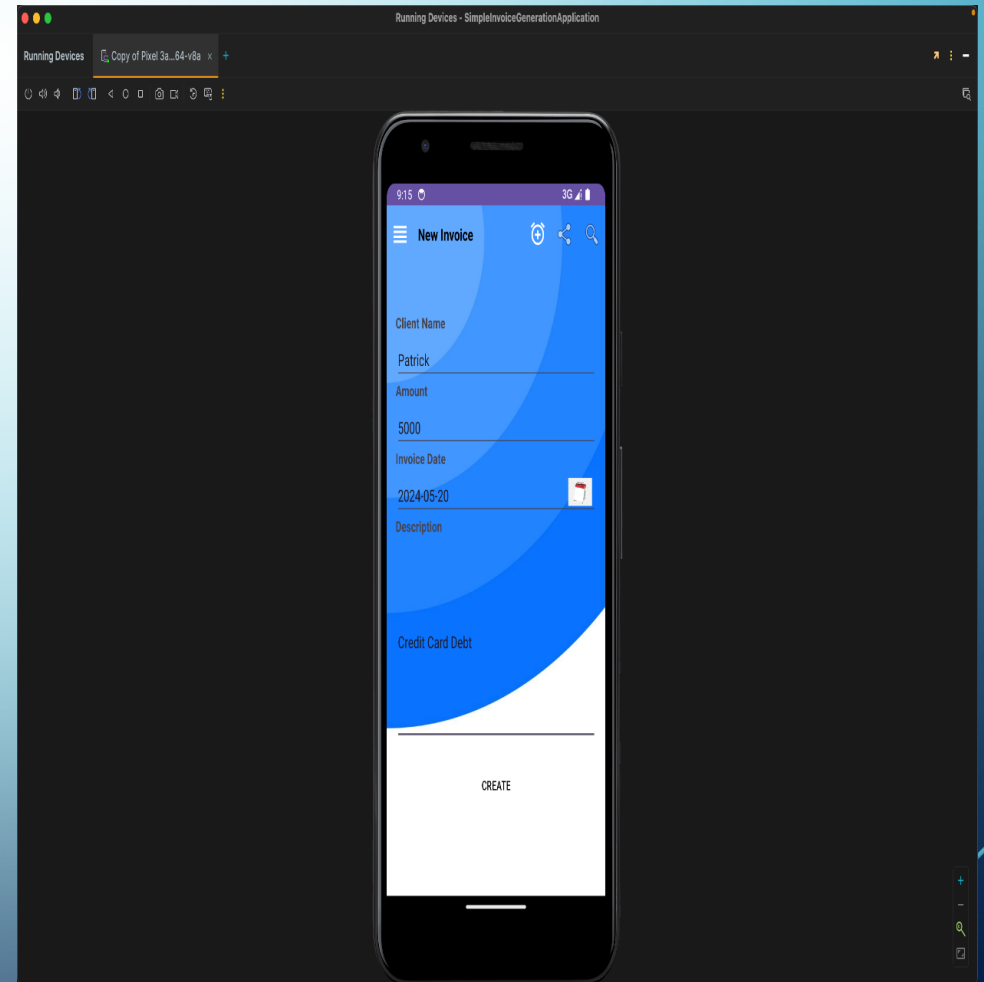 Running Devices - SimpleInvoiceGenerationApplication
Running Devices
Copy of Pixel 3a...64-v8a
9:15
3G
New Invoice
Client Name
Patrick
Amount
5000
Invoice Date
2024-05-20
Description
Credit Card Debt
CREATE